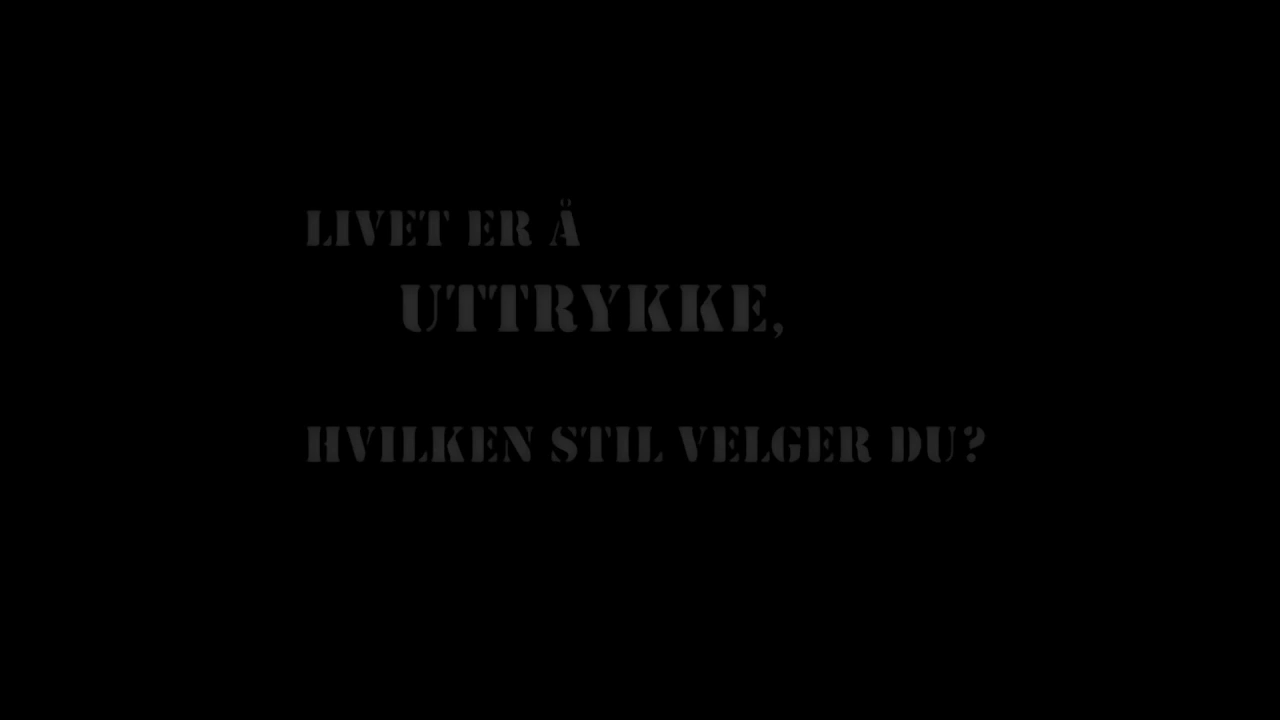 LIVET ER Å
UTTRYKKE,
HVILKEN STIL VELGER DU?